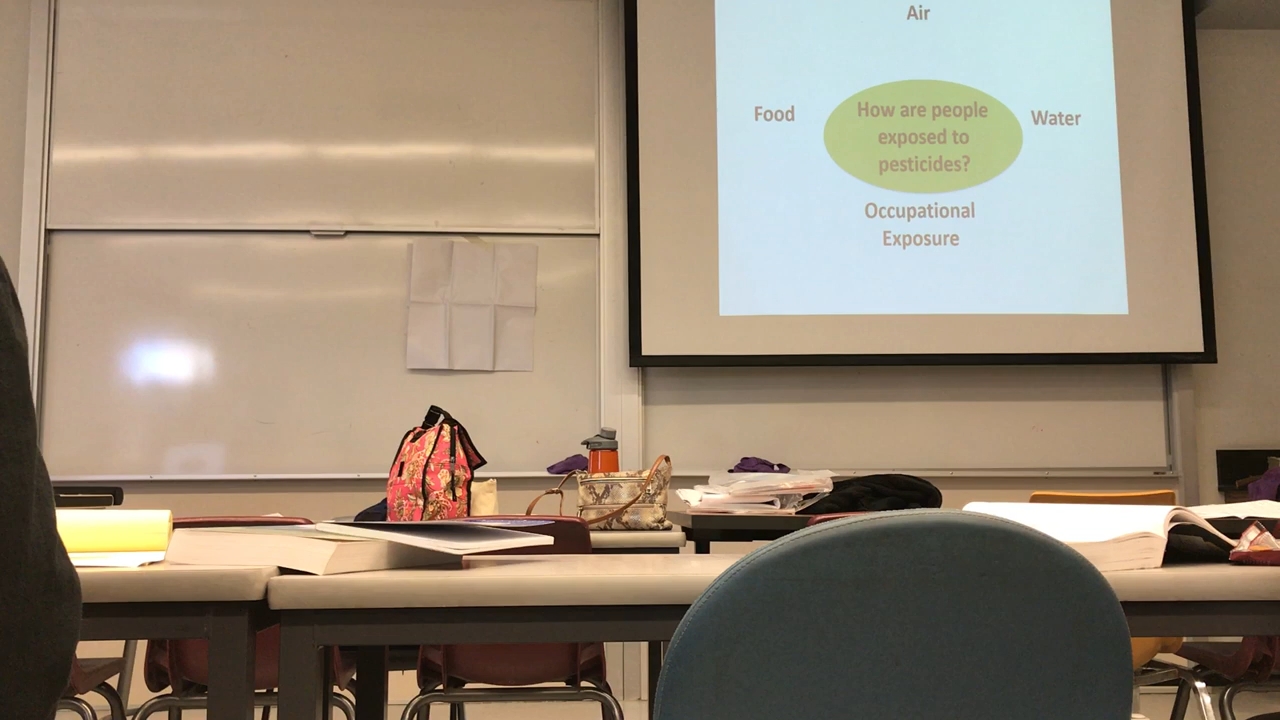 Air
Food
How are people
exposed to
pesticides?
Water
Occupational
Exposure